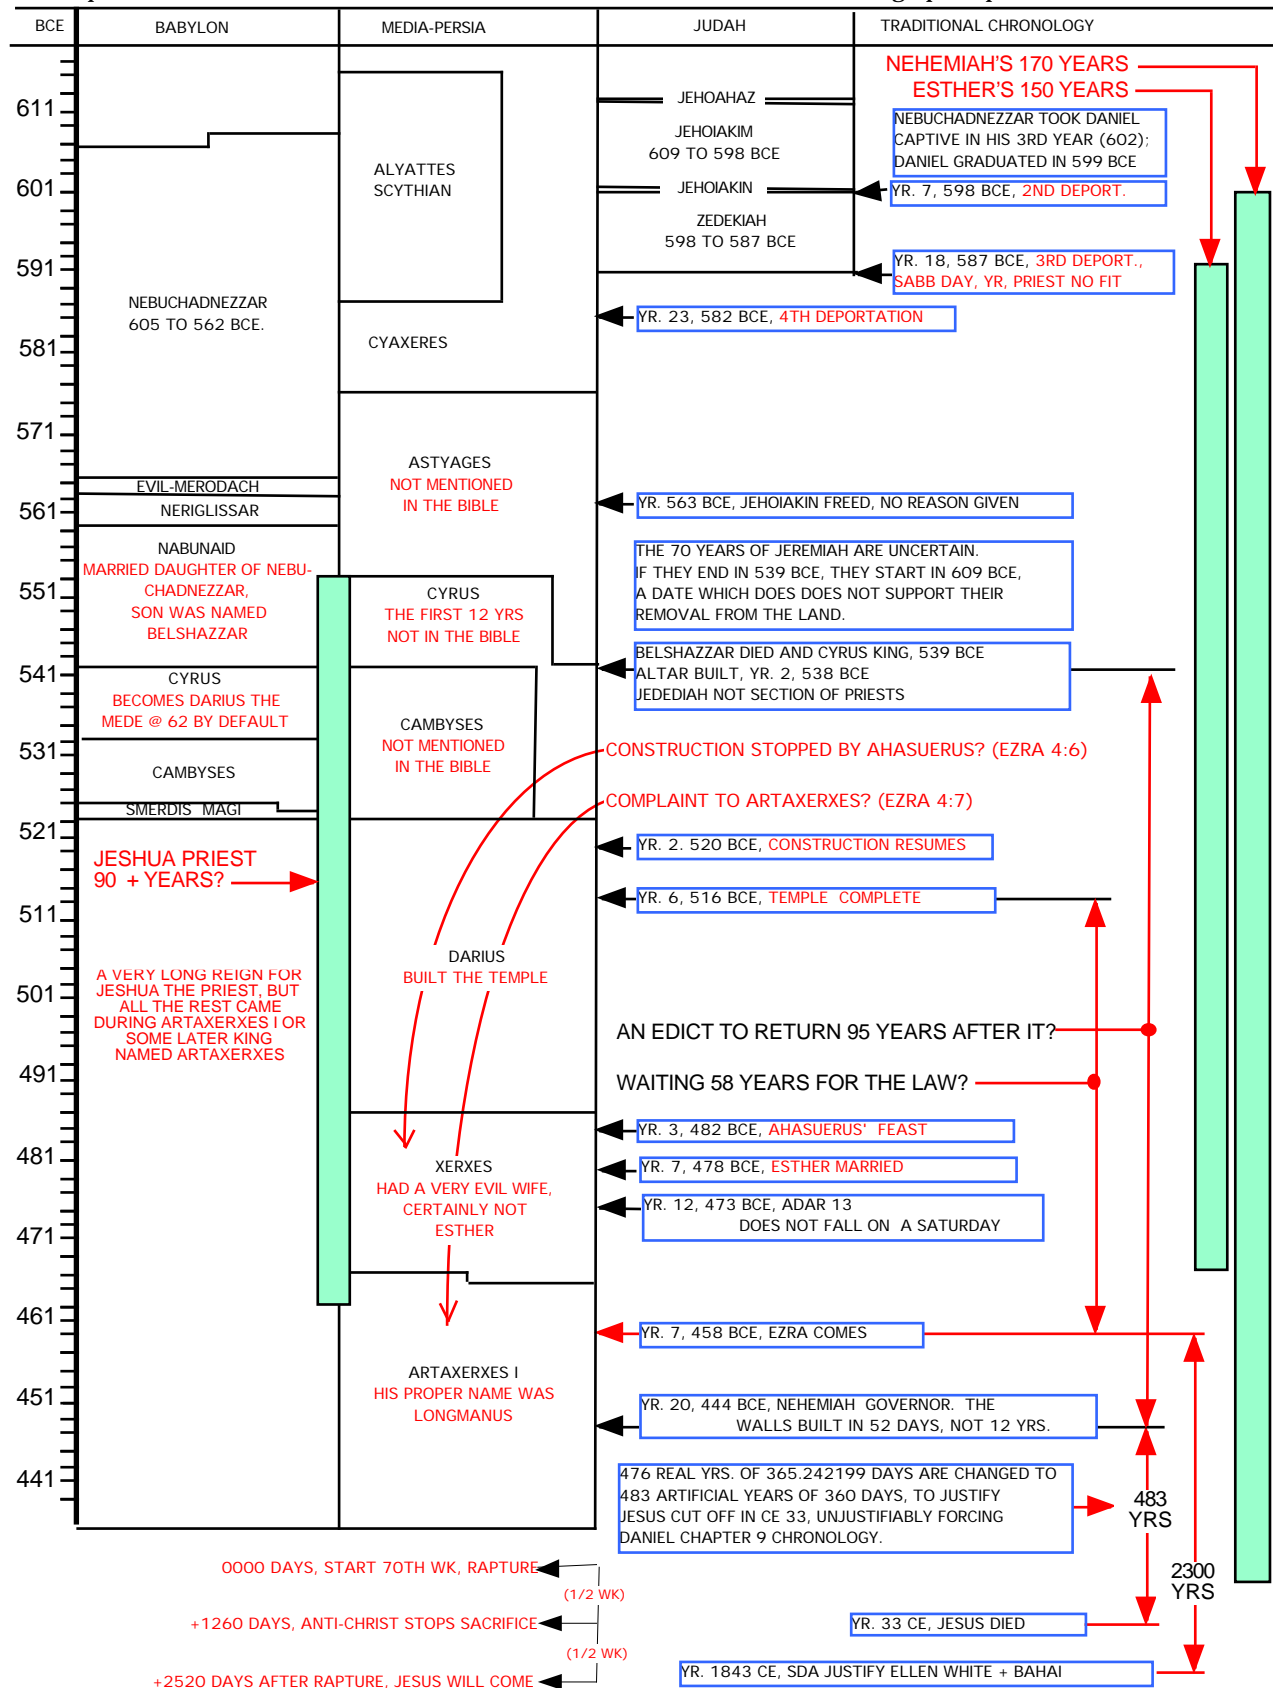 BCE
BABYLON
MEDIA-PERSIA
JUDAH
TRADITIONAL CHRONOLOGY
611
601
591
581
571
561
551
541
531
521
511
501
491
481
471
461
451
441
NEBUCHADNEZZAR
605 TO 562 BCE.
EVIL-MERODACH
NERIGLISSAR
NABUNAID
MARRIED DAUGHTER OF NEBU-
CHADNEZZAR,
SON WAS NAMED
BELSHAZZAR
CYRUS
BECOMES DARIUS THE
MEDE @ 62 BY DEFAULT
CAMBYSES
SMERDIS MAGI
JESHUA PRIEST
90 + YEARS?
A VERY LONG REIGN FOR
JESHUA THE PRIEST, BUT
ALL THE REST CAME
DURING ARTAXERXES I OR
SOME LATER KING
NAMED ARTAXERXES
ALYATTES
SCYTHIAN
CYAXERES
ASTYAGES
NOT MENTIONED
IN THE BIBLE
CYRUS
THE FIRST 12 YRS
NOT IN THE BIBLE
CAMBYSES
NOT MENTIONED
IN THE BIBLE
DARIUS
BUILT THE TEMPLE
XERXES
HAD A VERY EVIL WIFE,
CERTAINLY NOT
ESTHER
ARTAXERXES I
HIS PROPER NAME WAS
LONGMANUS
JEHOAHAZ
JEHOIAKIM
609 TO 598 BCE
JEHOIAKIN
ZEDEKIAH
598 TO 587 BCE
NEHEMIAH'S 170 YEARS
ESTHER'S 150 YEARS
NEBUCHADNEZZAR TOOK DANIEL
CAPTIVE IN HIS 3RD YEAR (602);
DANIEL GRADUATED IN 599 BCE
YR. 7, 598 BCE, 2ND DEPORT.
YR. 18, 587 BCE, 3RD DEPORT.,
SABB DAY, YR, PRIEST NO FIT
YR. 23, 582 BCE, 4TH DEPORTATION
YR. 563 BCE, JEHOIAKIN FREED, NO REASON GIVEN
THE 70 YEARS OF JEREMIAH ARE UNCERTAIN.
IF THEY END IN 539 BCE, THEY START IN 609 BCE,
A DATE WHICH DOES DOES NOT SUPPORT THEIR
REMOVAL FROM THE LAND.
BELSHAZZAR DIED AND CYRUS KING, 539 BCE
ALTAR BUILT, YR. 2, 538 BCE
JEDEDIAH NOT SECTION OF PRIESTS
CONSTRUCTION STOPPED BY AHASUERUS? (EZRA 4:6)
COMPLAINT TO ARTAXERXES? (EZRA 4:7)
YR. 2. 520 BCE, CONSTRUCTION RESUMES
YR. 6, 516 BCE, TEMPLE COMPLETE
AN EDICT TO RETURN 95 YEARS AFTER IT?
WAITING 58 YEARS FOR THE LAW?
YR. 3, 482 BCE, AHASUERUS' FEAST
YR. 7, 478 BCE, ESTHER MARRIED
YR. 12, 473 BCE, ADAR 13
DOES NOT FALL ON A SATURDAY
YR. 7, 458 BCE, EZRA COMES
YR. 20, 444 BCE, NEHEMIAH GOVERNOR. THE
WALLS BUILT IN 52 DAYS, NOT 12 YRS.
476 REAL YRS. OF 365.242199 DAYS ARE CHANGED TO
483 ARTIFICIAL YEARS OF 360 DAYS, TO JUSTIFY
JESUS CUT OFF IN CE 33, UNJUSTIFIABLY FORCING
DANIEL CHAPTER 9 CHRONOLOGY.
483
YRS
2300
YRS
0000 DAYS, START 70TH WK, RAPTURE
(1/2 WK)
+1260 DAYS, ANTI-CHRIST STOPS SACRIFICE
(1/2 WK)
+2520 DAYS AFTER RAPTURE, JESUS WILL COME
YR. 33 CE, JESUS DIED
YR. 1843 CE, SDA JUSTIFY ELLEN WHITE + BAHAI